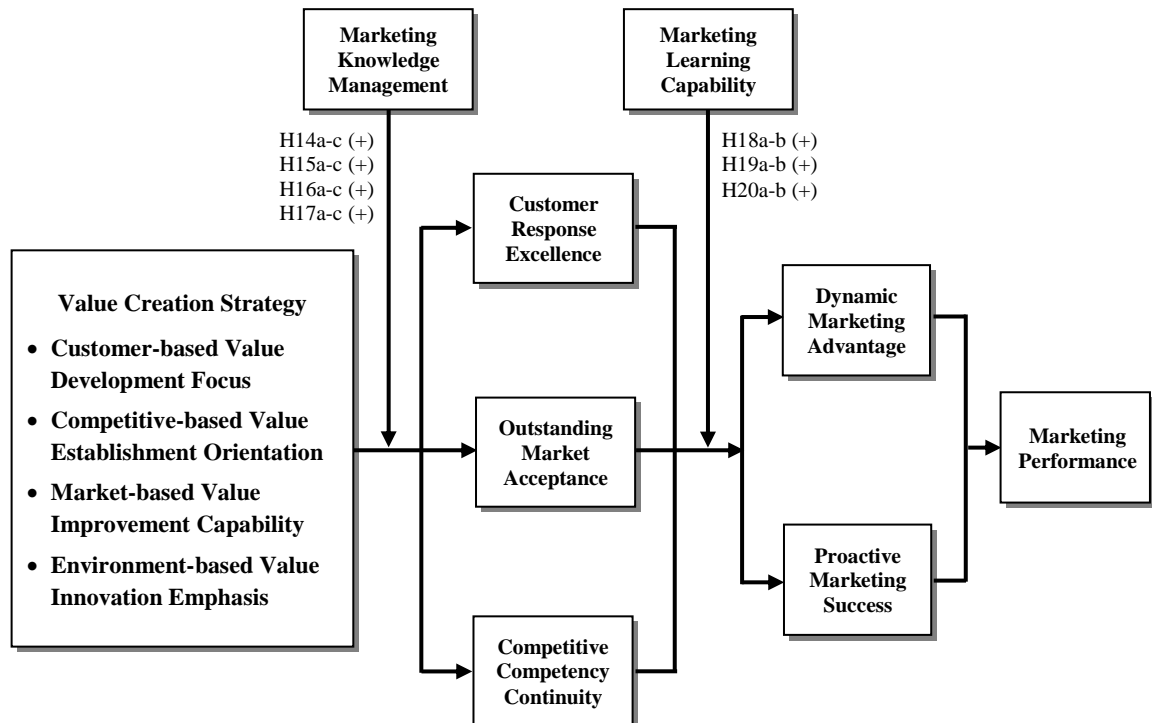 Marketing
Knowledge
Management
Marketing
Learning
Capability
H14a-c (+)
H15a-c (+)
H16a-c (+)
H17a-c (+)
H18a-b (+)
H19a-b (+)
H20a-b (+)
Value Creation Strategy
• Customer-based Value
Development Focus
• Competitive-based Value
Establishment Orientation
• Market-based Value
Improvement Capability
• Environment-based Value
Innovation Emphasis
Customer
Response
Excellence
Outstanding
Market
Acceptance
Competitive
Competency
Continuity
Dynamic
Marketing
Advantage
Proactive
Marketing
Success
Marketing
Performance